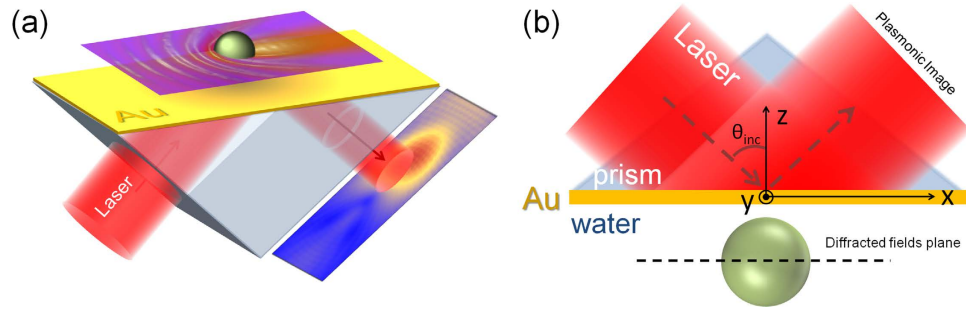 (a)
Au
Laser
(b)
Laser
Plasmonic Image
z
θinc
prism
Au
y
x
water
Diffracted fields plane